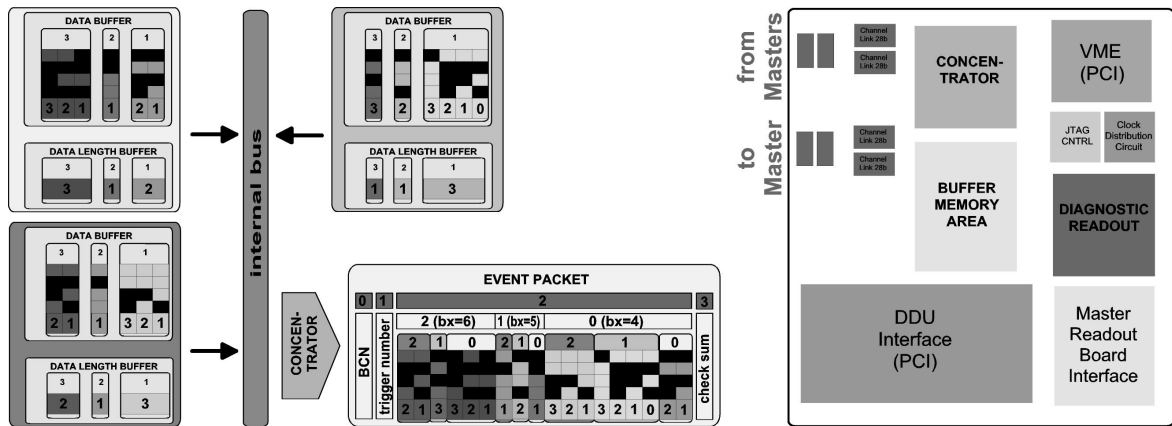 DATA BUFFER
3 2 1
3 2 1 1 2 1
DATA LENGTH BUFFER
3 2 1
3 1 2
DATA BUFFER
3 2 1
2 1 1 3 2 1
DATA LENGTH BUFFER
3 2 1
2 1 3
internal bus
DATA BUFFER
3 2 1
3 2 3 2 1 0
DATA LENGTH BUFFER
3 2 1
1 1 3
CONCEN-
TRATOR
EVENT PACKET
0 1 2 3
BCN
trigger number
2 (bx=6) 1 (bx=5) 0 (bx=4)
2 1 0 2 1 0 2 1 0
2 1 3 3 2 1 2 1 2 1 3 2 1 3 2 1 0 2 1
check sum
from
Masters
to
Master
Channel
Link 28b
Channel
Link 28b
Channel
Link 28b
Channel
Link 28b
CONCEN-
TRATOR
BUFFER
MEMORY
AREA
VME
(PCI)
JTAG
CNTRL
Clock
Distribution
Circuit
DIAGNOSTIC
READOUT
DDU
Interface
(PCI)
Master
Readout
Board
Interface